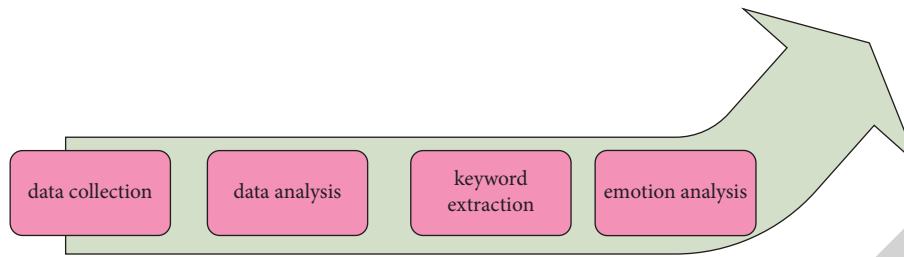 data collection
data analysis
keyword
extraction
emotion analysis